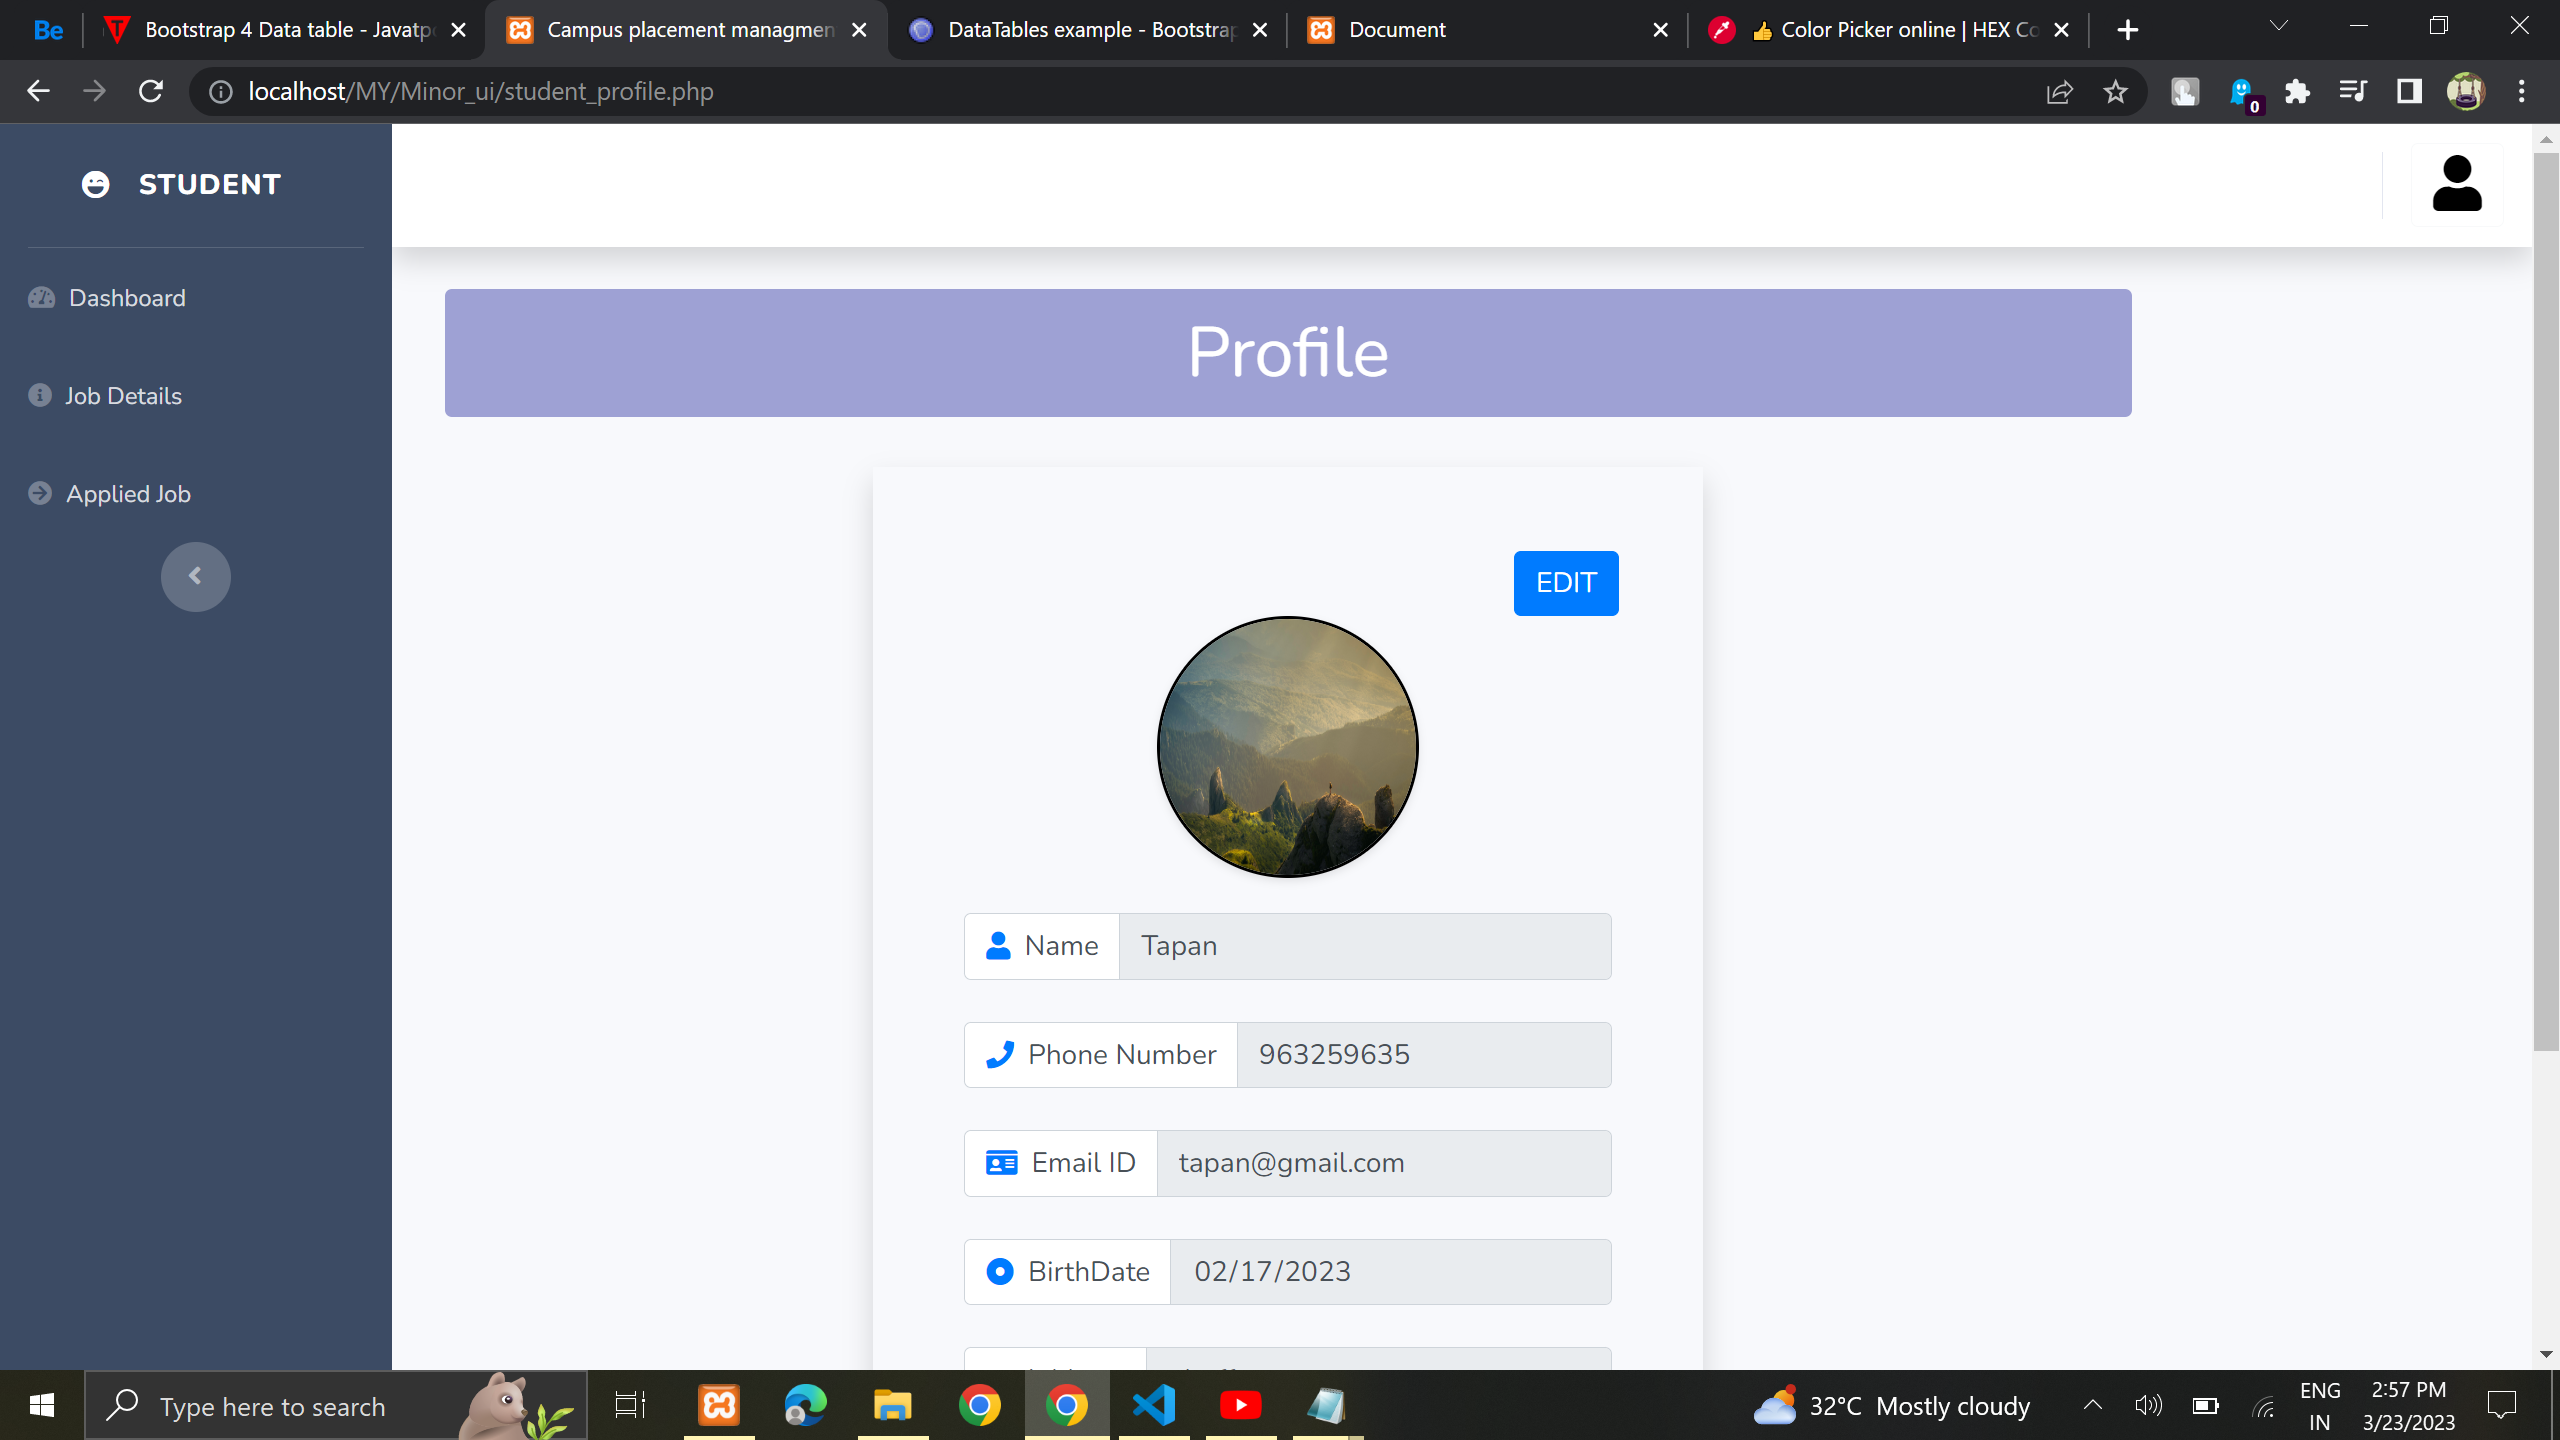 Be
Bootstrap 4 Data table - Javatp
Campus placement managmen
DataTables example - Bootstrap
Document
👍 Color Picker online | HEX Co
localhost/MY/Minor_ui/student_profile.php
0
STUDENT
Dashboard
Job Details
Applied Job
Profile
EDIT
Name
Tapan
Phone Number
963259635
Email ID
tapan@gmail.com
BirthDate
02/17/2023
Type here to search
32°C Mostly cloudy
ENG
IN
2:57 PM
3/23/2023